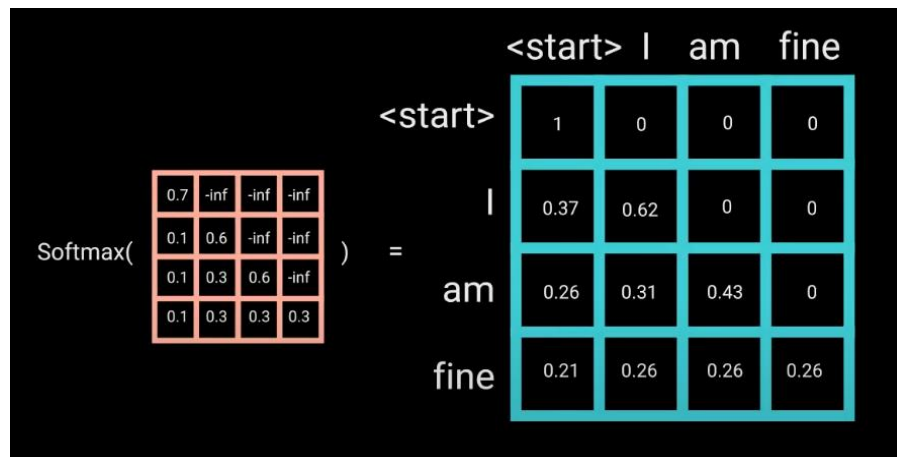 <start> I am fine
<start> 1 0 0 0
0.7 -inf -inf -inf
I 0.37 0.62 0 0
0.1 0.6 -inf -inf
Softmax( ) =
0.1 0.3 0.6 -inf
am 0.26 0.31 0.43 0
0.1 0.3 0.3 0.3
fine 0.21 0.26 0.26 0.26